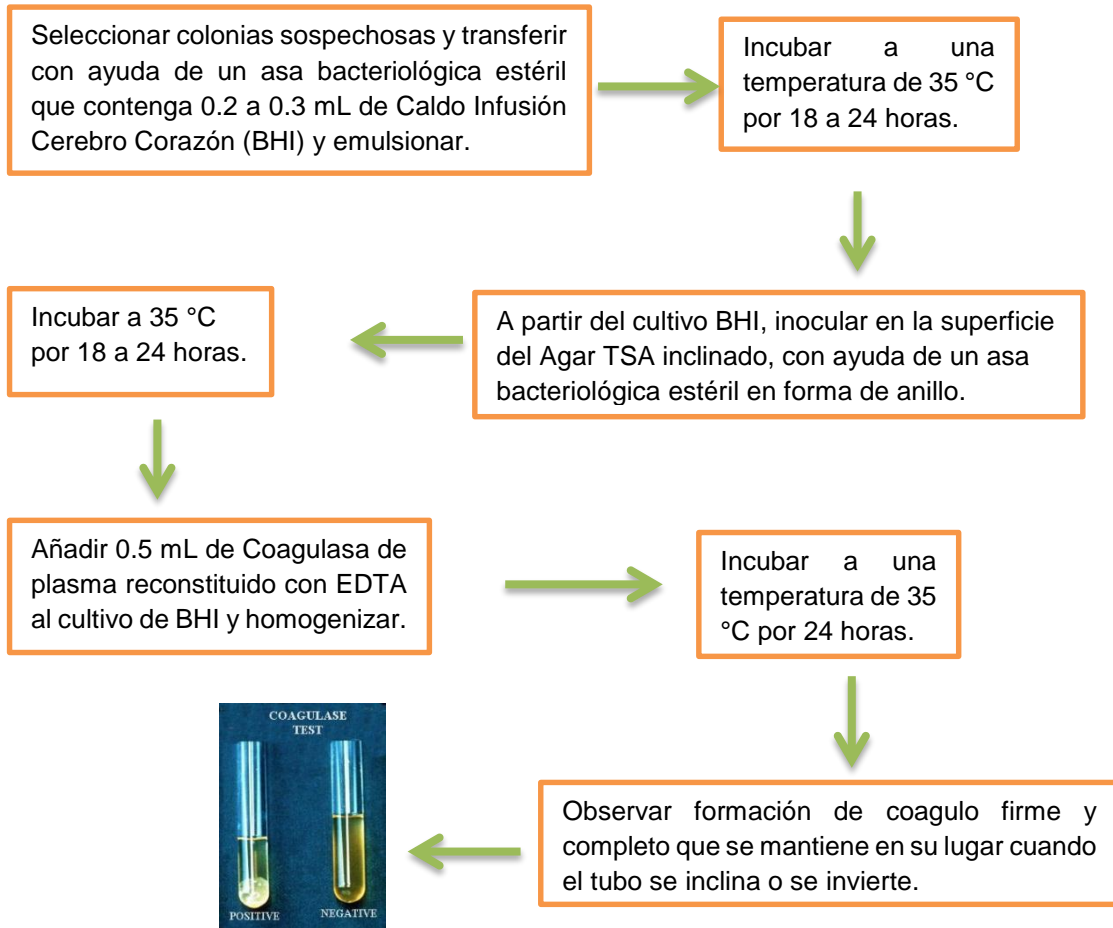 Seleccionar colonias sospechosas y transferir
con ayuda de un asa bacteriológica estéril
que contenga 0.2 a 0.3 mL de Caldo Infusión
Cerebro Corazón (BHI) y emulsionar.
Incubar a una
temperatura de 35 °C
por 18 a 24 horas.
A partir del cultivo BHI, inocular en la superficie
del Agar TSA inclinado, con ayuda de un asa
bacteriológica estéril en forma de anillo.
Incubar a 35 °C
por 18 a 24 horas.
Añadir 0.5 mL de Coagulasa de
plasma reconstituido con EDTA
al cultivo de BHI y homogenizar.
Incubar a una
temperatura de 35
°C por 24 horas.
Observar formación de coagulo firme y
completo que se mantiene en su lugar cuando
el tubo se inclina o se invierte.
COAGULASE
TEST
POSITIVE NEGATIVE